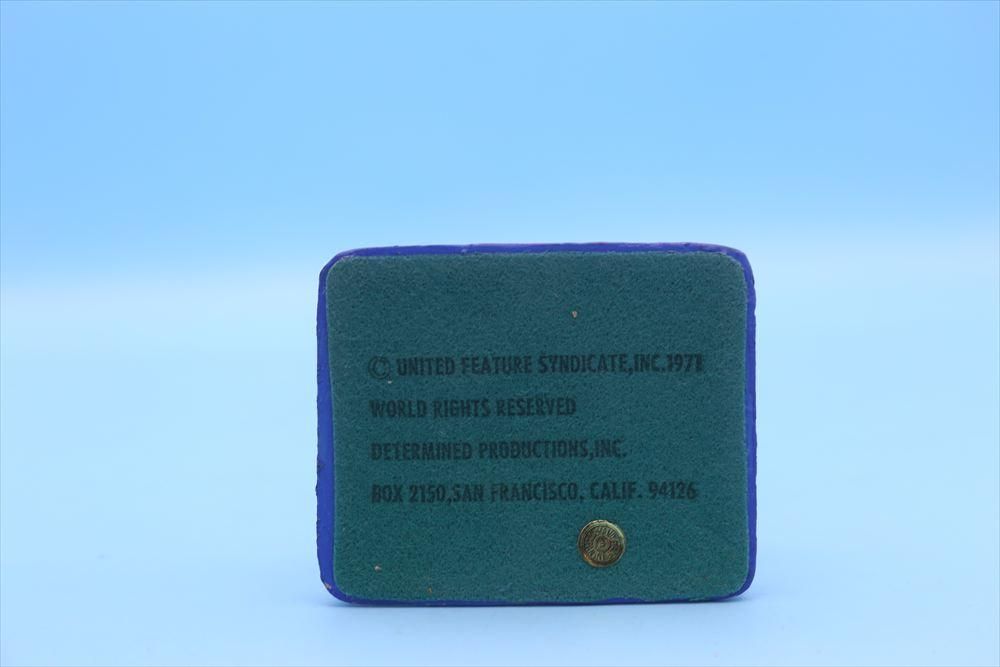 © UNITED FEATURE SYNDICATE,INC.1971
WORLD RIGHTS RESERVED
DETERMINED PRODUCTIONS,INC.
BOX 2150,SAN FRANCISCO, CALIF. 94126